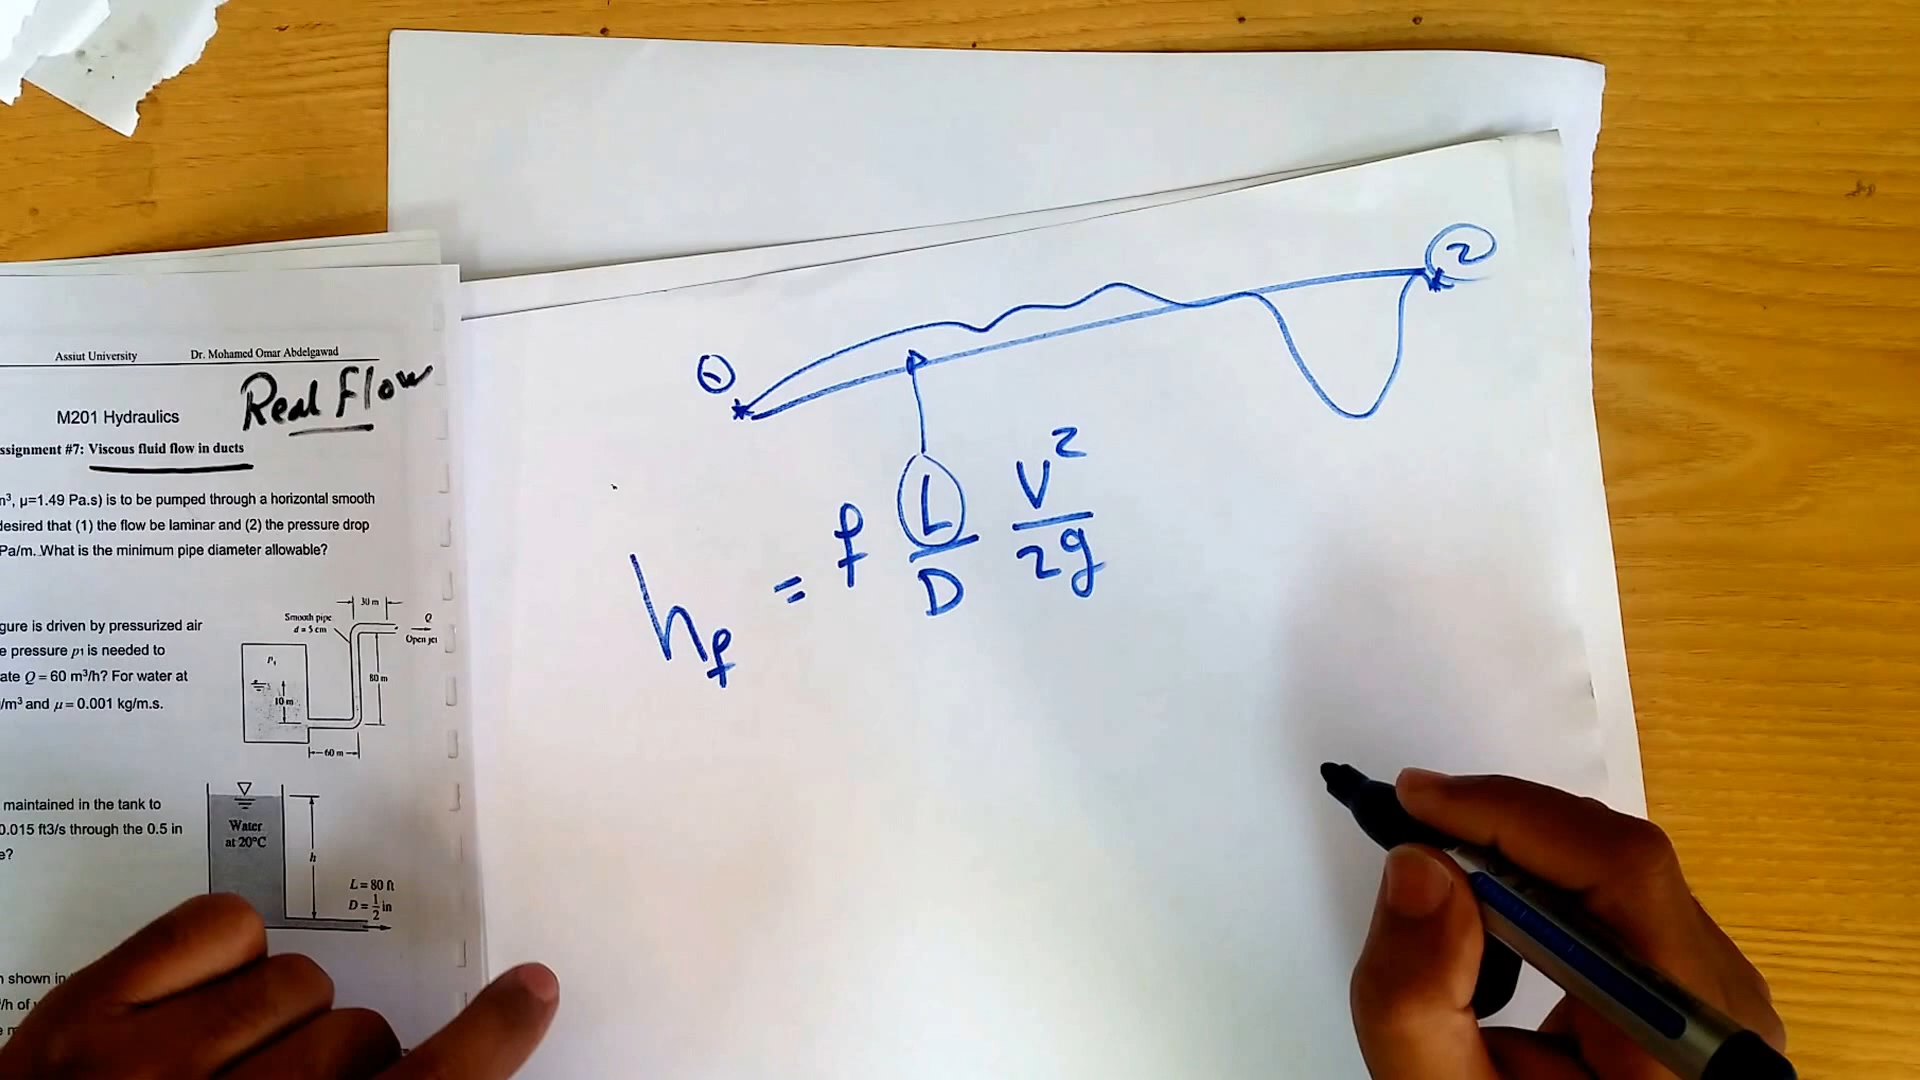 Assiut University Dr. Mohamed Omar Abdelgawad
Real Flow
M201 Hydraulics
ssignment #7: Viscous fluid flow in ducts
m³, μ=1.49 Pa.s) is to be pumped through a horizontal smooth
desired that (1) the flow be laminar and (2) the pressure drop
Pa/m. What is the minimum pipe diameter allowable?
gure is driven by pressurized air
e pressure p₁ is needed to
ate Q = 60 m³/h? For water at
/m³ and μ = 0.001 kg/m.s.
30 m
Smooth pipe
d = 5 cm
Q
Open jet
p₁
80 m
10 m
60 m
maintained in the tank to
0.015 ft3/s through the 0.5 in
e?
Water
at 20°C
h
L = 80 ft
D = 1/2 in
shown in
/h of
1
2
h_f = f L/D V²/2g